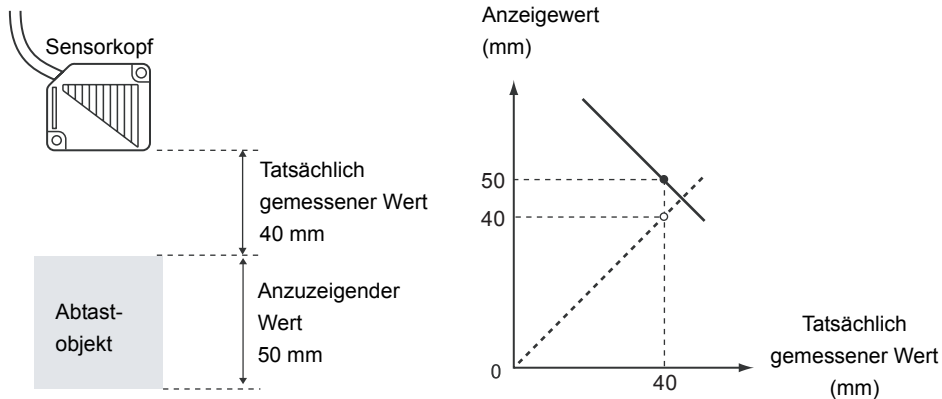 Sensorkopf
Tatsächlich
gemessener Wert
40 mm
Abtast-
objekt
Anzuzeigender
Wert
50 mm
Anzeigewert
(mm)
50
40
0
40
Tatsächlich
gemessener Wert
(mm)